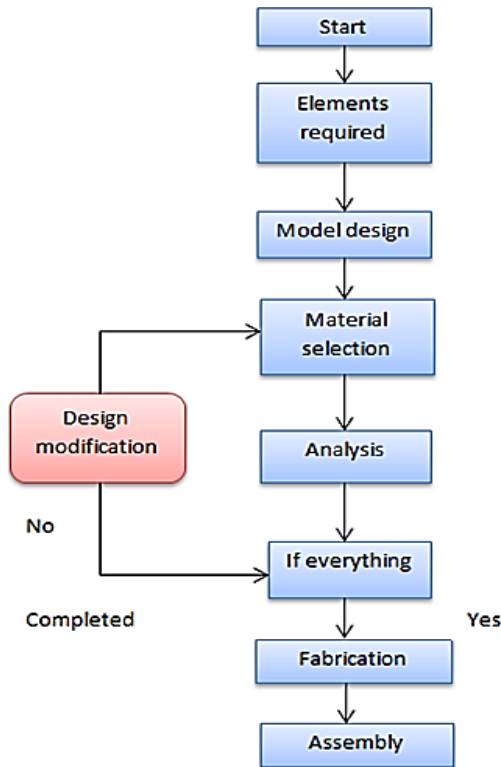 Start
Elements
required
Model design
Material
selection
Design
modification
Analysis
No
If everything
Completed
Yes
Fabrication
Assembly